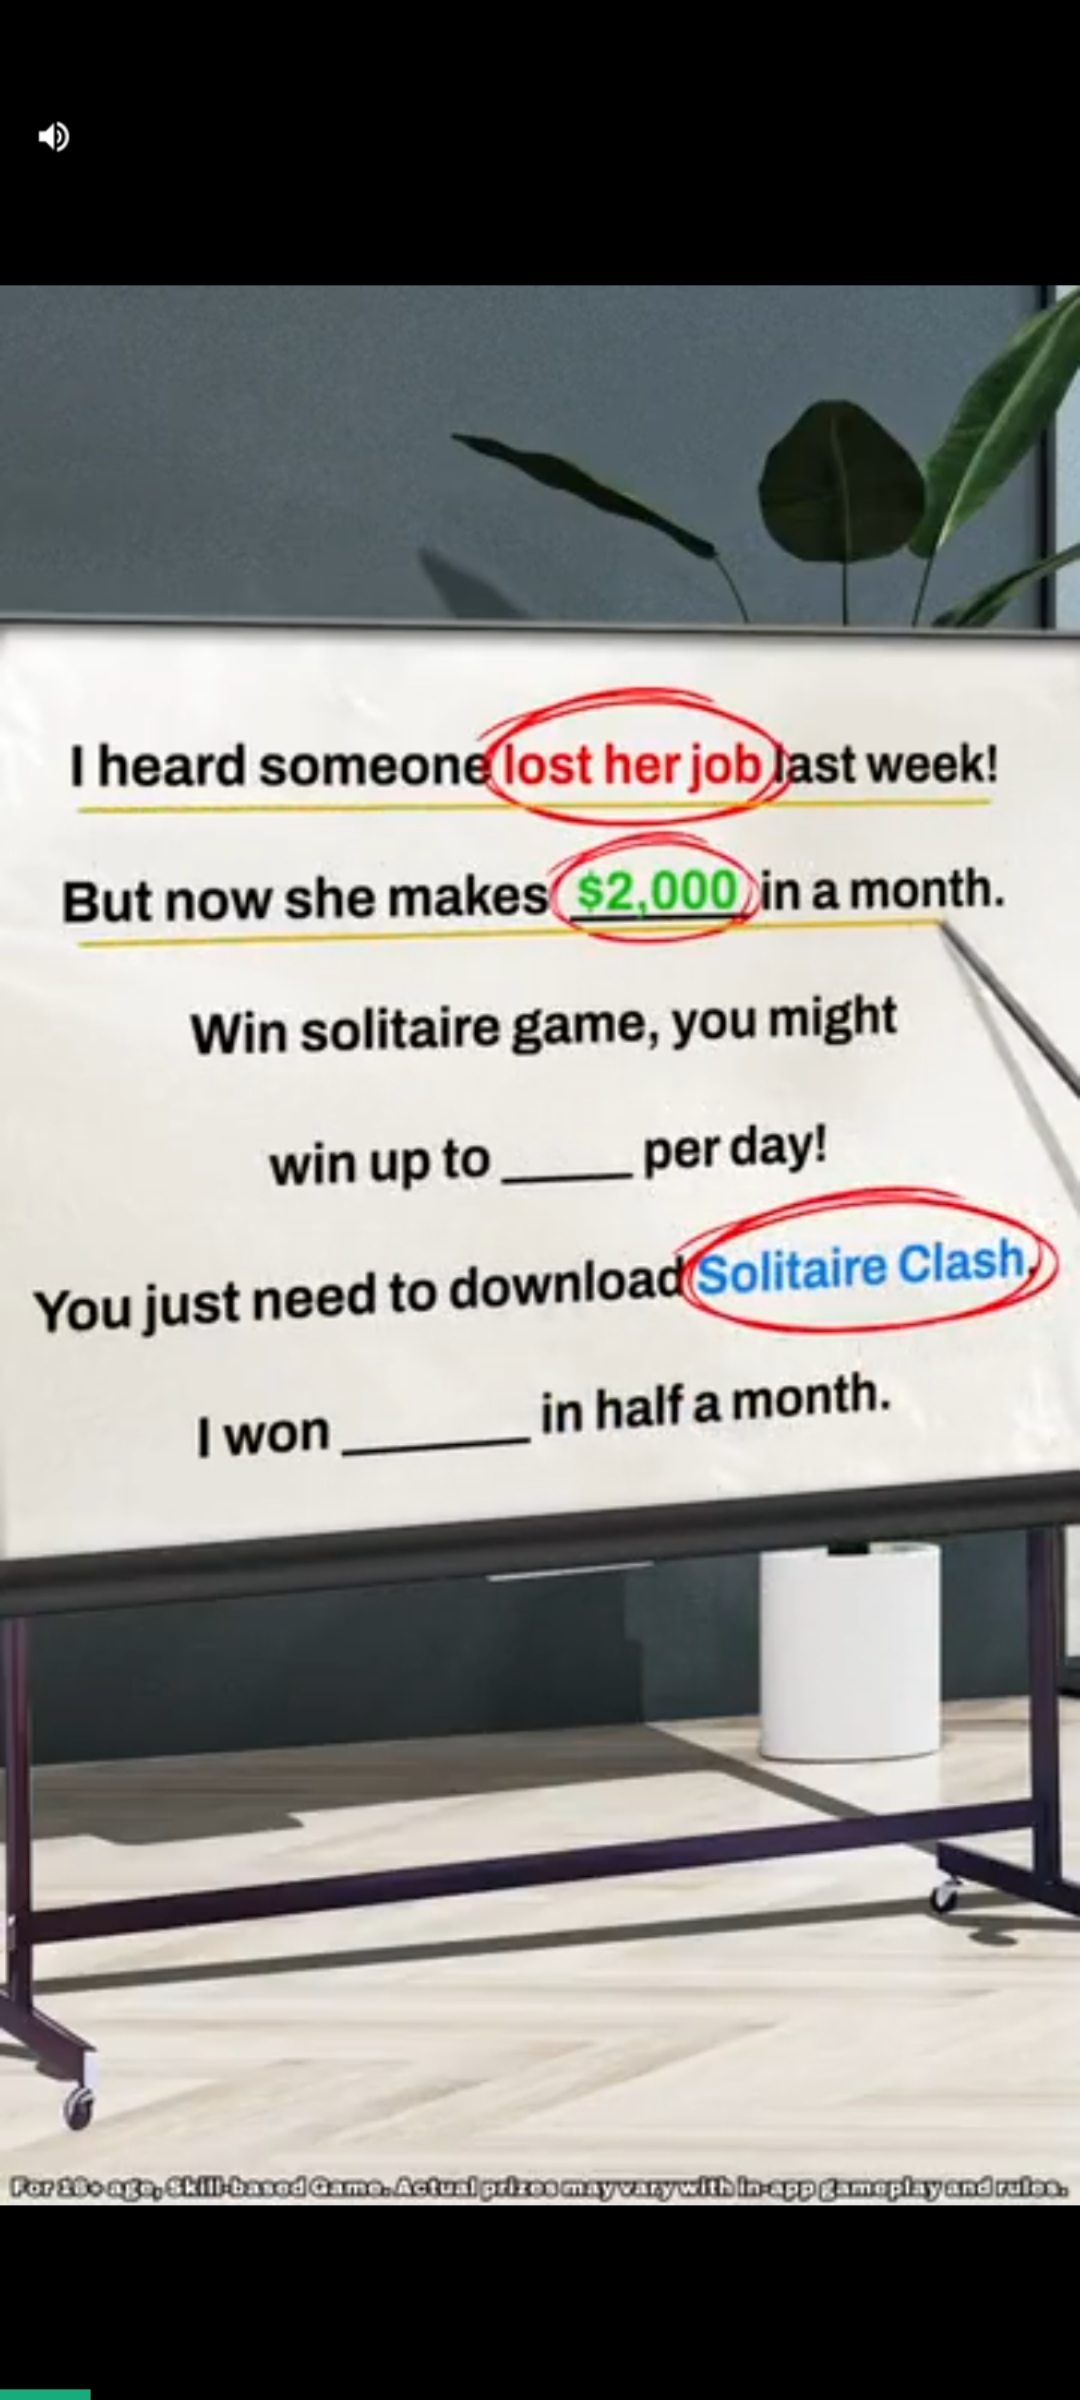 I heard someone lost her job last week!
But now she makes $2,000 in a month.
Win solitaire game, you might
win up to _____ per day!
You just need to download Solitaire Clash.
I won _______ in half a month.
For 18+ age, Skill-based Game. Actual prizes may vary with in-app gameplay and rules.